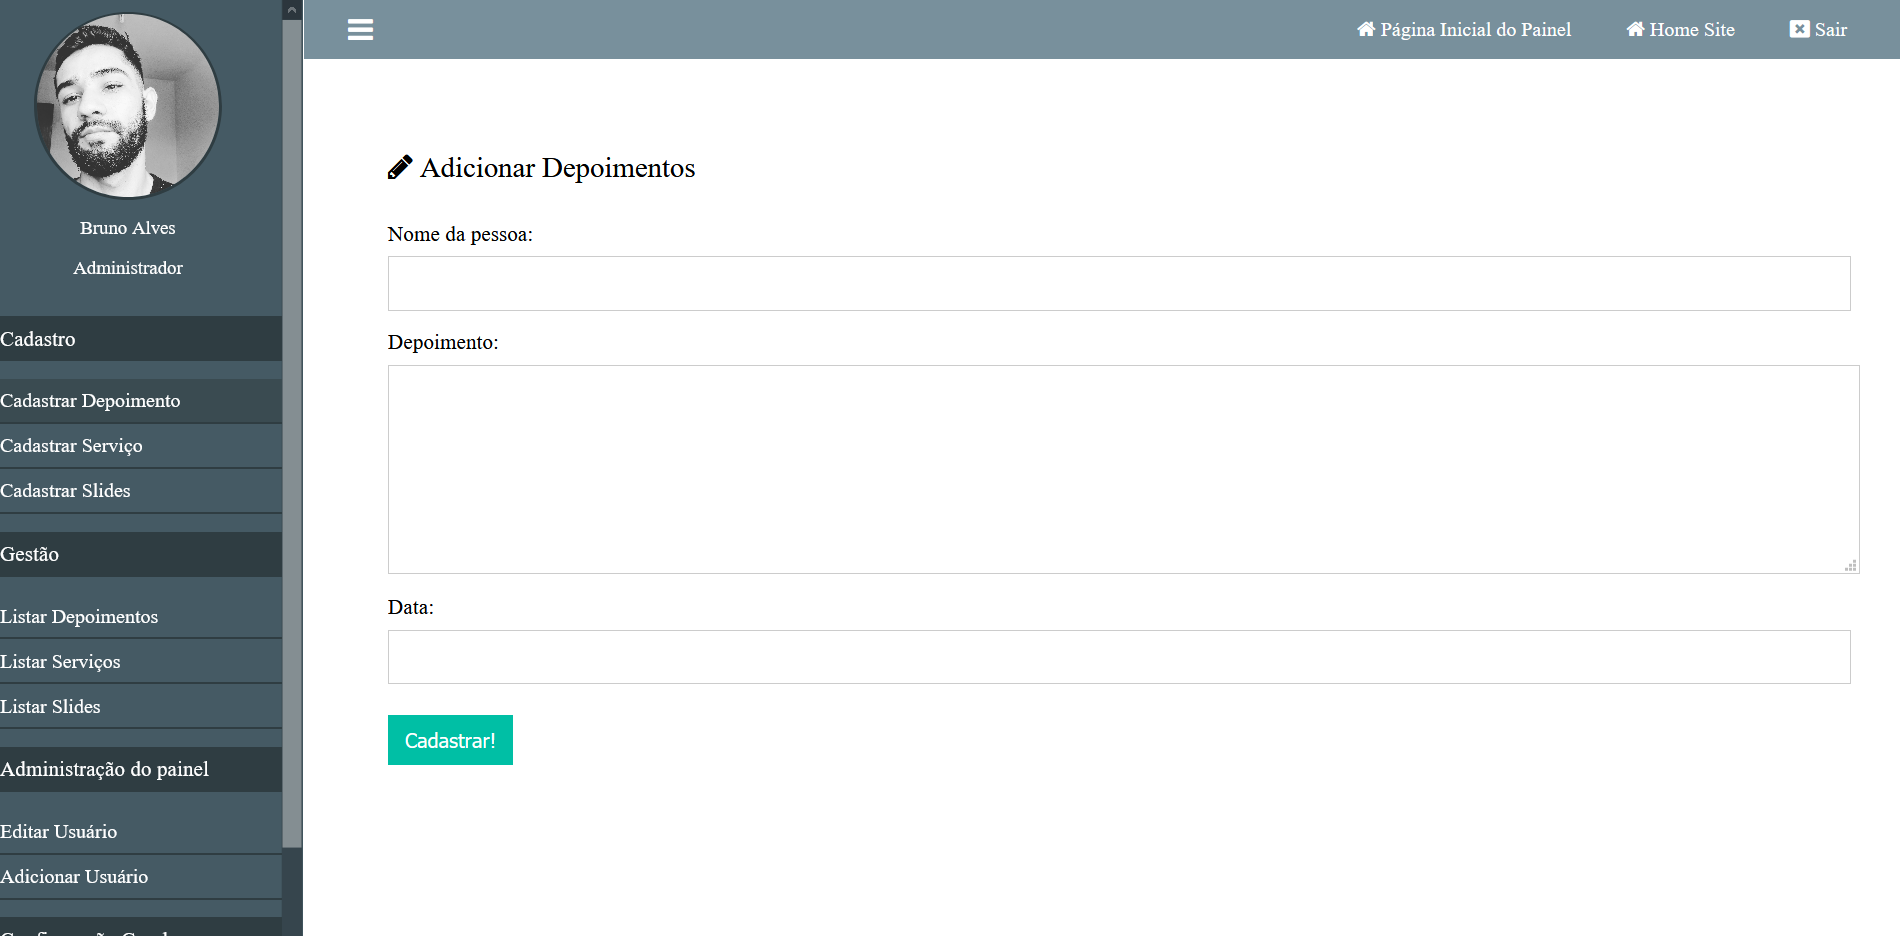 Bruno Alves
Administrador
Cadastro
Cadastrar Depoimento
Cadastrar Serviço
Cadastrar Slides
Gestão
Listar Depoimentos
Listar Serviços
Listar Slides
Administração do painel
Editar Usuário
Adicionar Usuário
Página Inicial do Painel
Home Site
Sair
Adicionar Depoimentos
Nome da pessoa:
Depoimento:
Data:
Cadastrar!